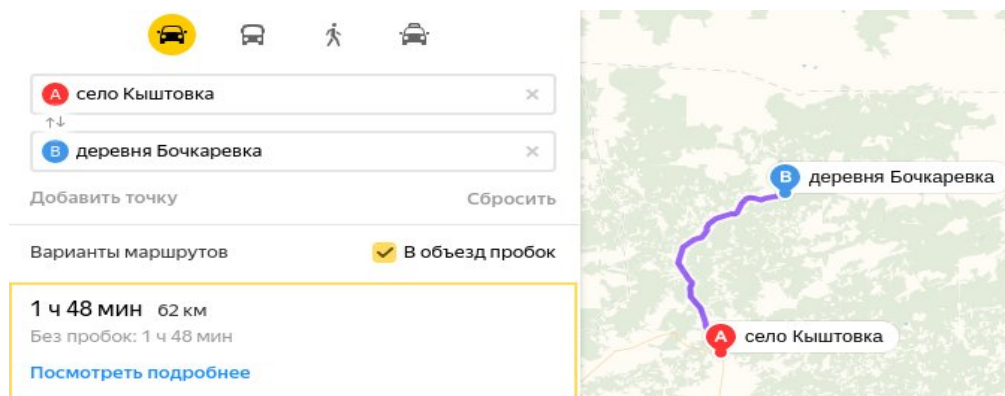 A село Кыштовка ×
↑↓
B деревня Бочкаревка ×
Добавить точку Сбросить
Варианты маршрутов В объезд пробок
1 ч 48 мин 62 км
Без пробок: 1 ч 48 мин
Посмотреть подробнее
B деревня Бочкаревка
A село Кыштовка